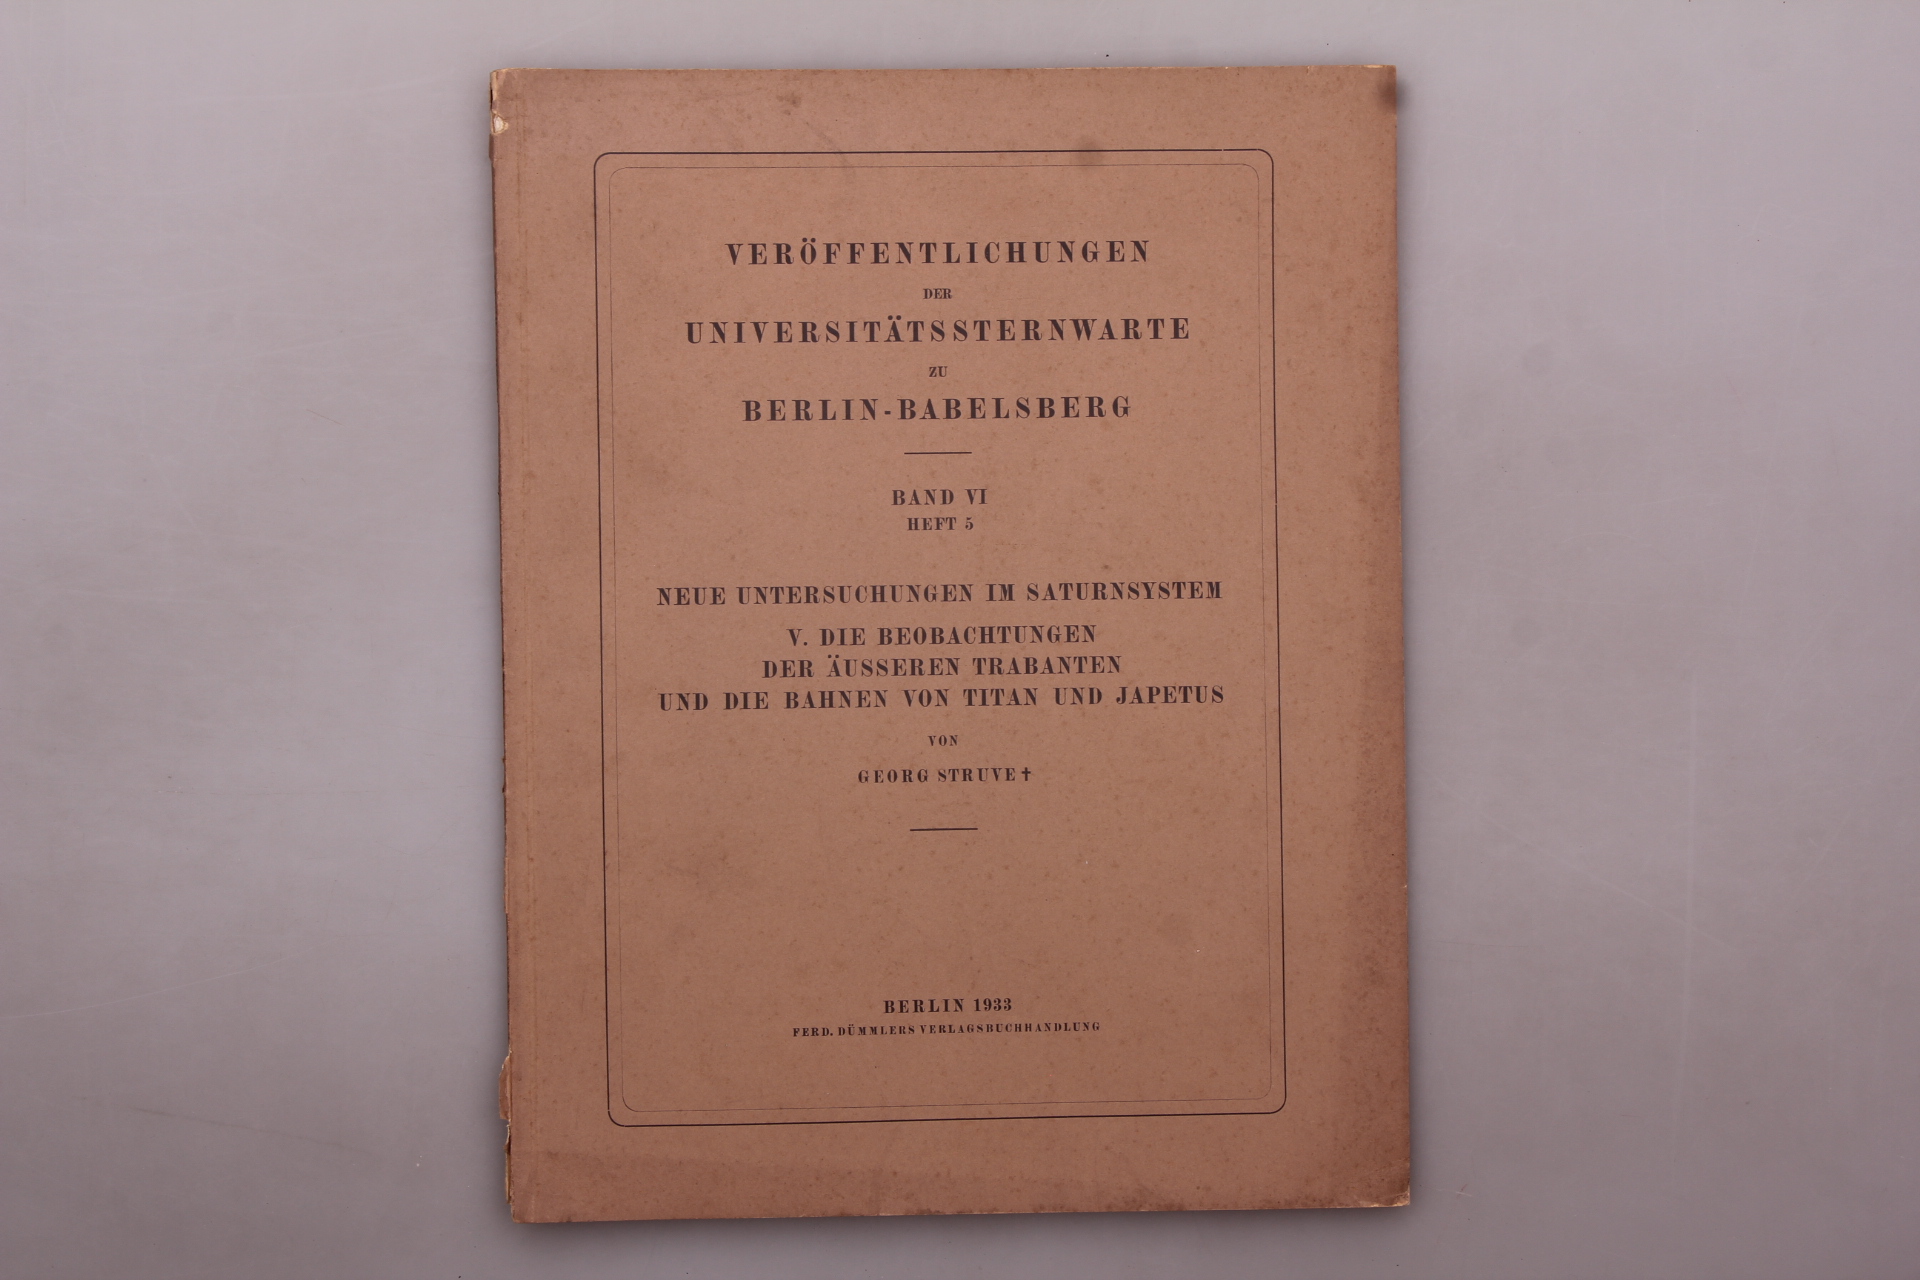 VERÖFFENTLICHUNGEN
DER
UNIVERSITÄTSSTERNWARTE
ZU
BERLIN-BABELSBERG
BAND VI
HEFT 5
NEUE UNTERSUCHUNGEN IM SATURNSYSTEM
V. DIE BEOBACHTUNGEN
DER ÄUSSEREN TRABANTEN
UND DIE BAHNEN VON TITAN UND JAPETUS
VON
GEORG STRUVE †
BERLIN 1933
FERD. DÜMMLERS VERLAGSBUCHHANDLUNG